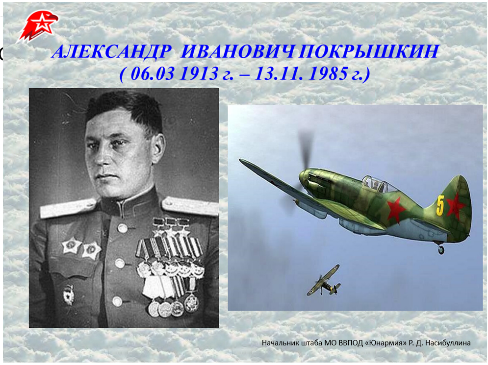 АЛЕКСАНДР ИВАНОВИЧ ПОКРЫШКИН
( 06.03 1913 г. – 13.11. 1985 г.)
5
Начальник штаба МО ВВПОД «Юнармия» Р. Д. Насибуллина